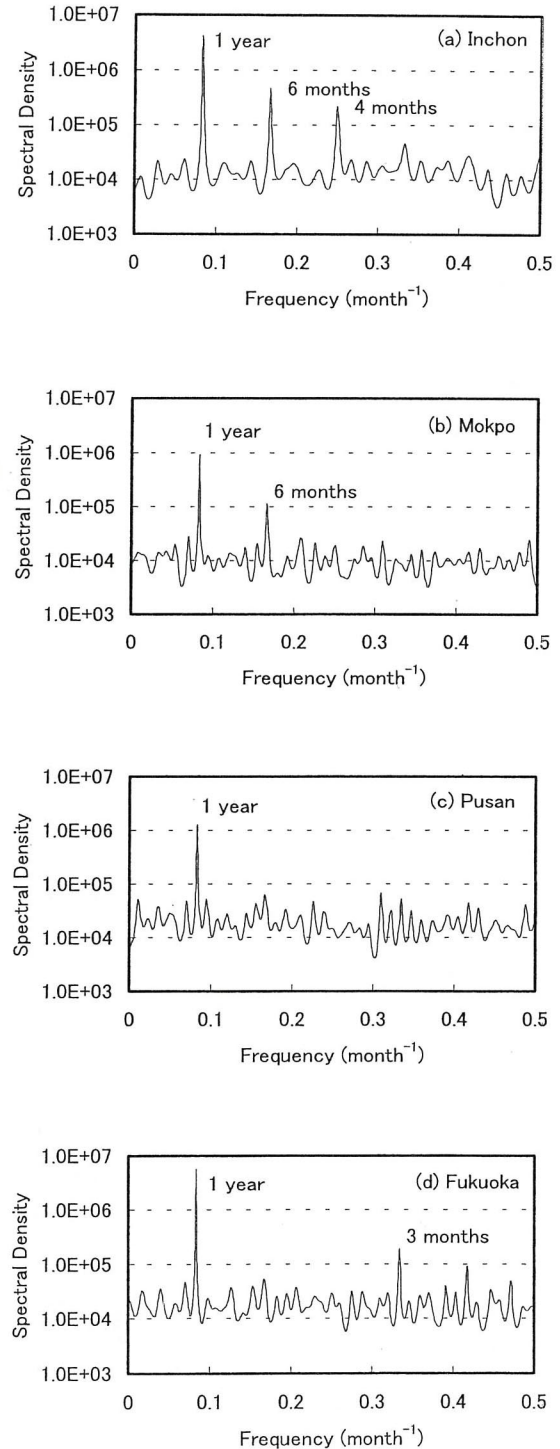 (a) Inchon
1 year
6 months
4 months
Spectral Density
1.0E+07
1.0E+06
1.0E+05
1.0E+04
1.0E+03
0 0.1 0.2 0.3 0.4 0.5
Frequency (month⁻¹)
(b) Mokpo
1 year
6 months
Spectral Density
1.0E+07
1.0E+06
1.0E+05
1.0E+04
1.0E+03
0 0.1 0.2 0.3 0.4 0.5
Frequency (month⁻¹)
(c) Pusan
1 year
Spectral Density
1.0E+07
1.0E+06
1.0E+05
1.0E+04
1.0E+03
0 0.1 0.2 0.3 0.4 0.5
Frequency (month⁻¹)
(d) Fukuoka
1 year
3 months
Spectral Density
1.0E+07
1.0E+06
1.0E+05
1.0E+04
1.0E+03
0 0.1 0.2 0.3 0.4 0.5
Frequency (month⁻¹)